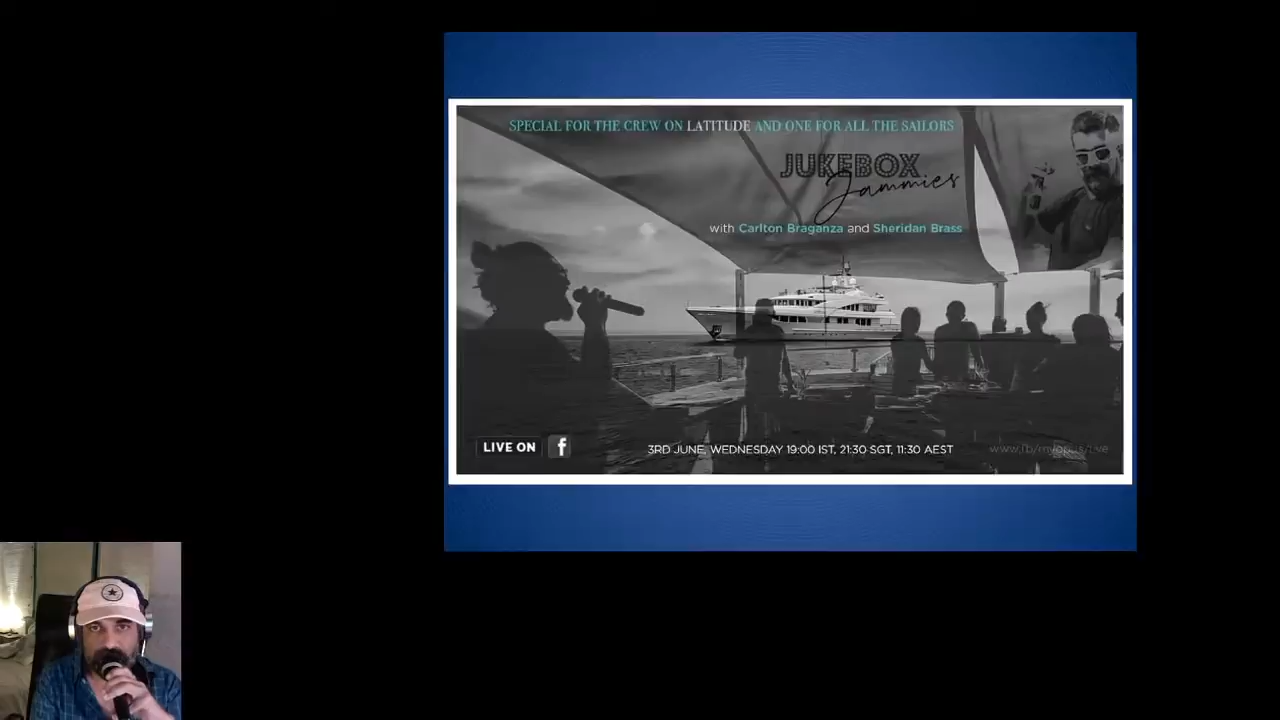 SPECIAL FOR THE CREW ON LATITUDE AND ONE FOR ALL THE SAILORS
JUKEBOX
Jammies
with Carlton Braganza and Sheridan Brass
LIVE ON f
3RD JUNE, WEDNESDAY 19:00 IST, 21:30 SGT, 11:30 AEST